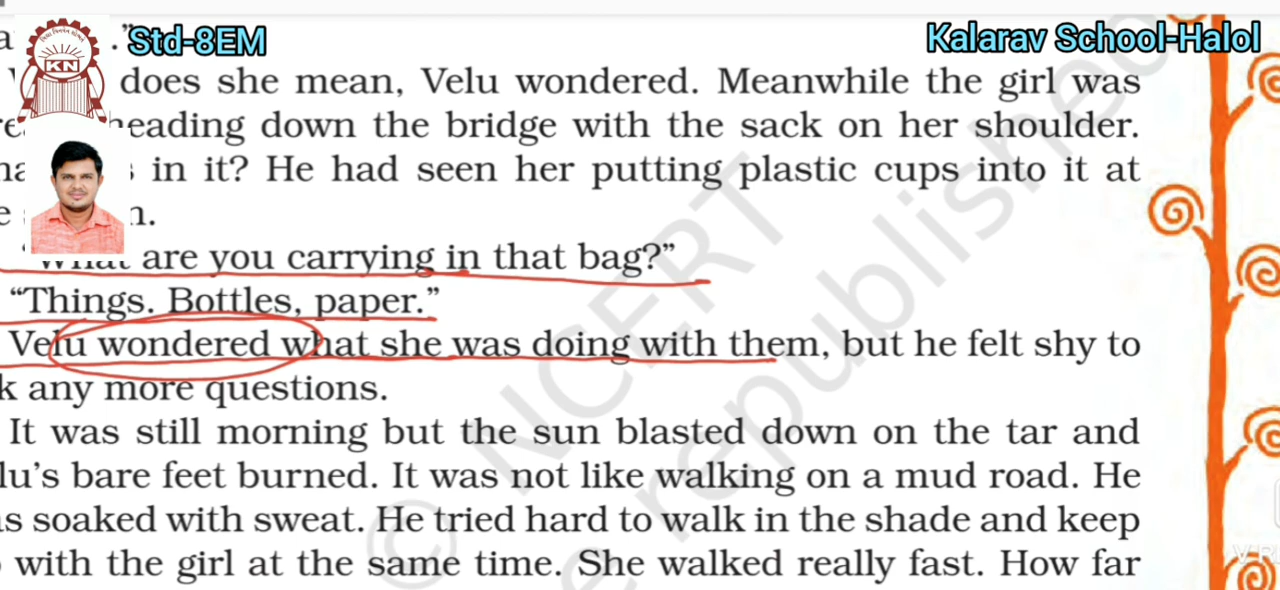 .”
Std-8EM
Kalarav School-Halol
KN
does she mean, Velu wondered. Meanwhile the girl was
heading down the bridge with the sack on her shoulder.
in it? He had seen her putting plastic cups into it at
n.
are you carrying in that bag?”
“Things. Bottles, paper.”
Velu wondered what she was doing with them, but he felt shy to
k any more questions.
It was still morning but the sun blasted down on the tar and
lu’s bare feet burned. It was not like walking on a mud road. He
s soaked with sweat. He tried hard to walk in the shade and keep
with the girl at the same time. She walked really fast. How far
© NCERT
e republished